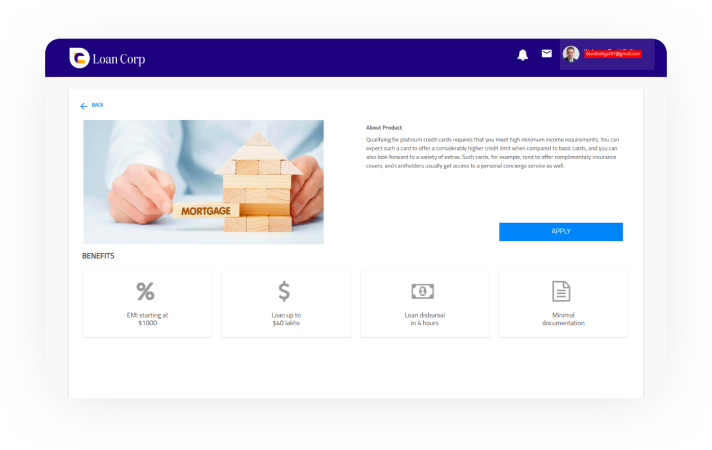 Loan Corp
BACK
MORTGAGE
About Product
Qualifying for platinum credit cards requires that you meet high minimum income requirements. You can
expect such a card to offer a considerably higher credit limit when compared to basic cards, and you can
also look forward to a variety of extras. Such cards, for example, tend to offer complimentary insurance
covers, and cardholders usually get access to a personal concierge service as well.
APPLY
BENEFITS
EMI starting at
$1000
Loan up to
$40 lakhs
Loan disbursal
in 4 hours
Minimal
documentation